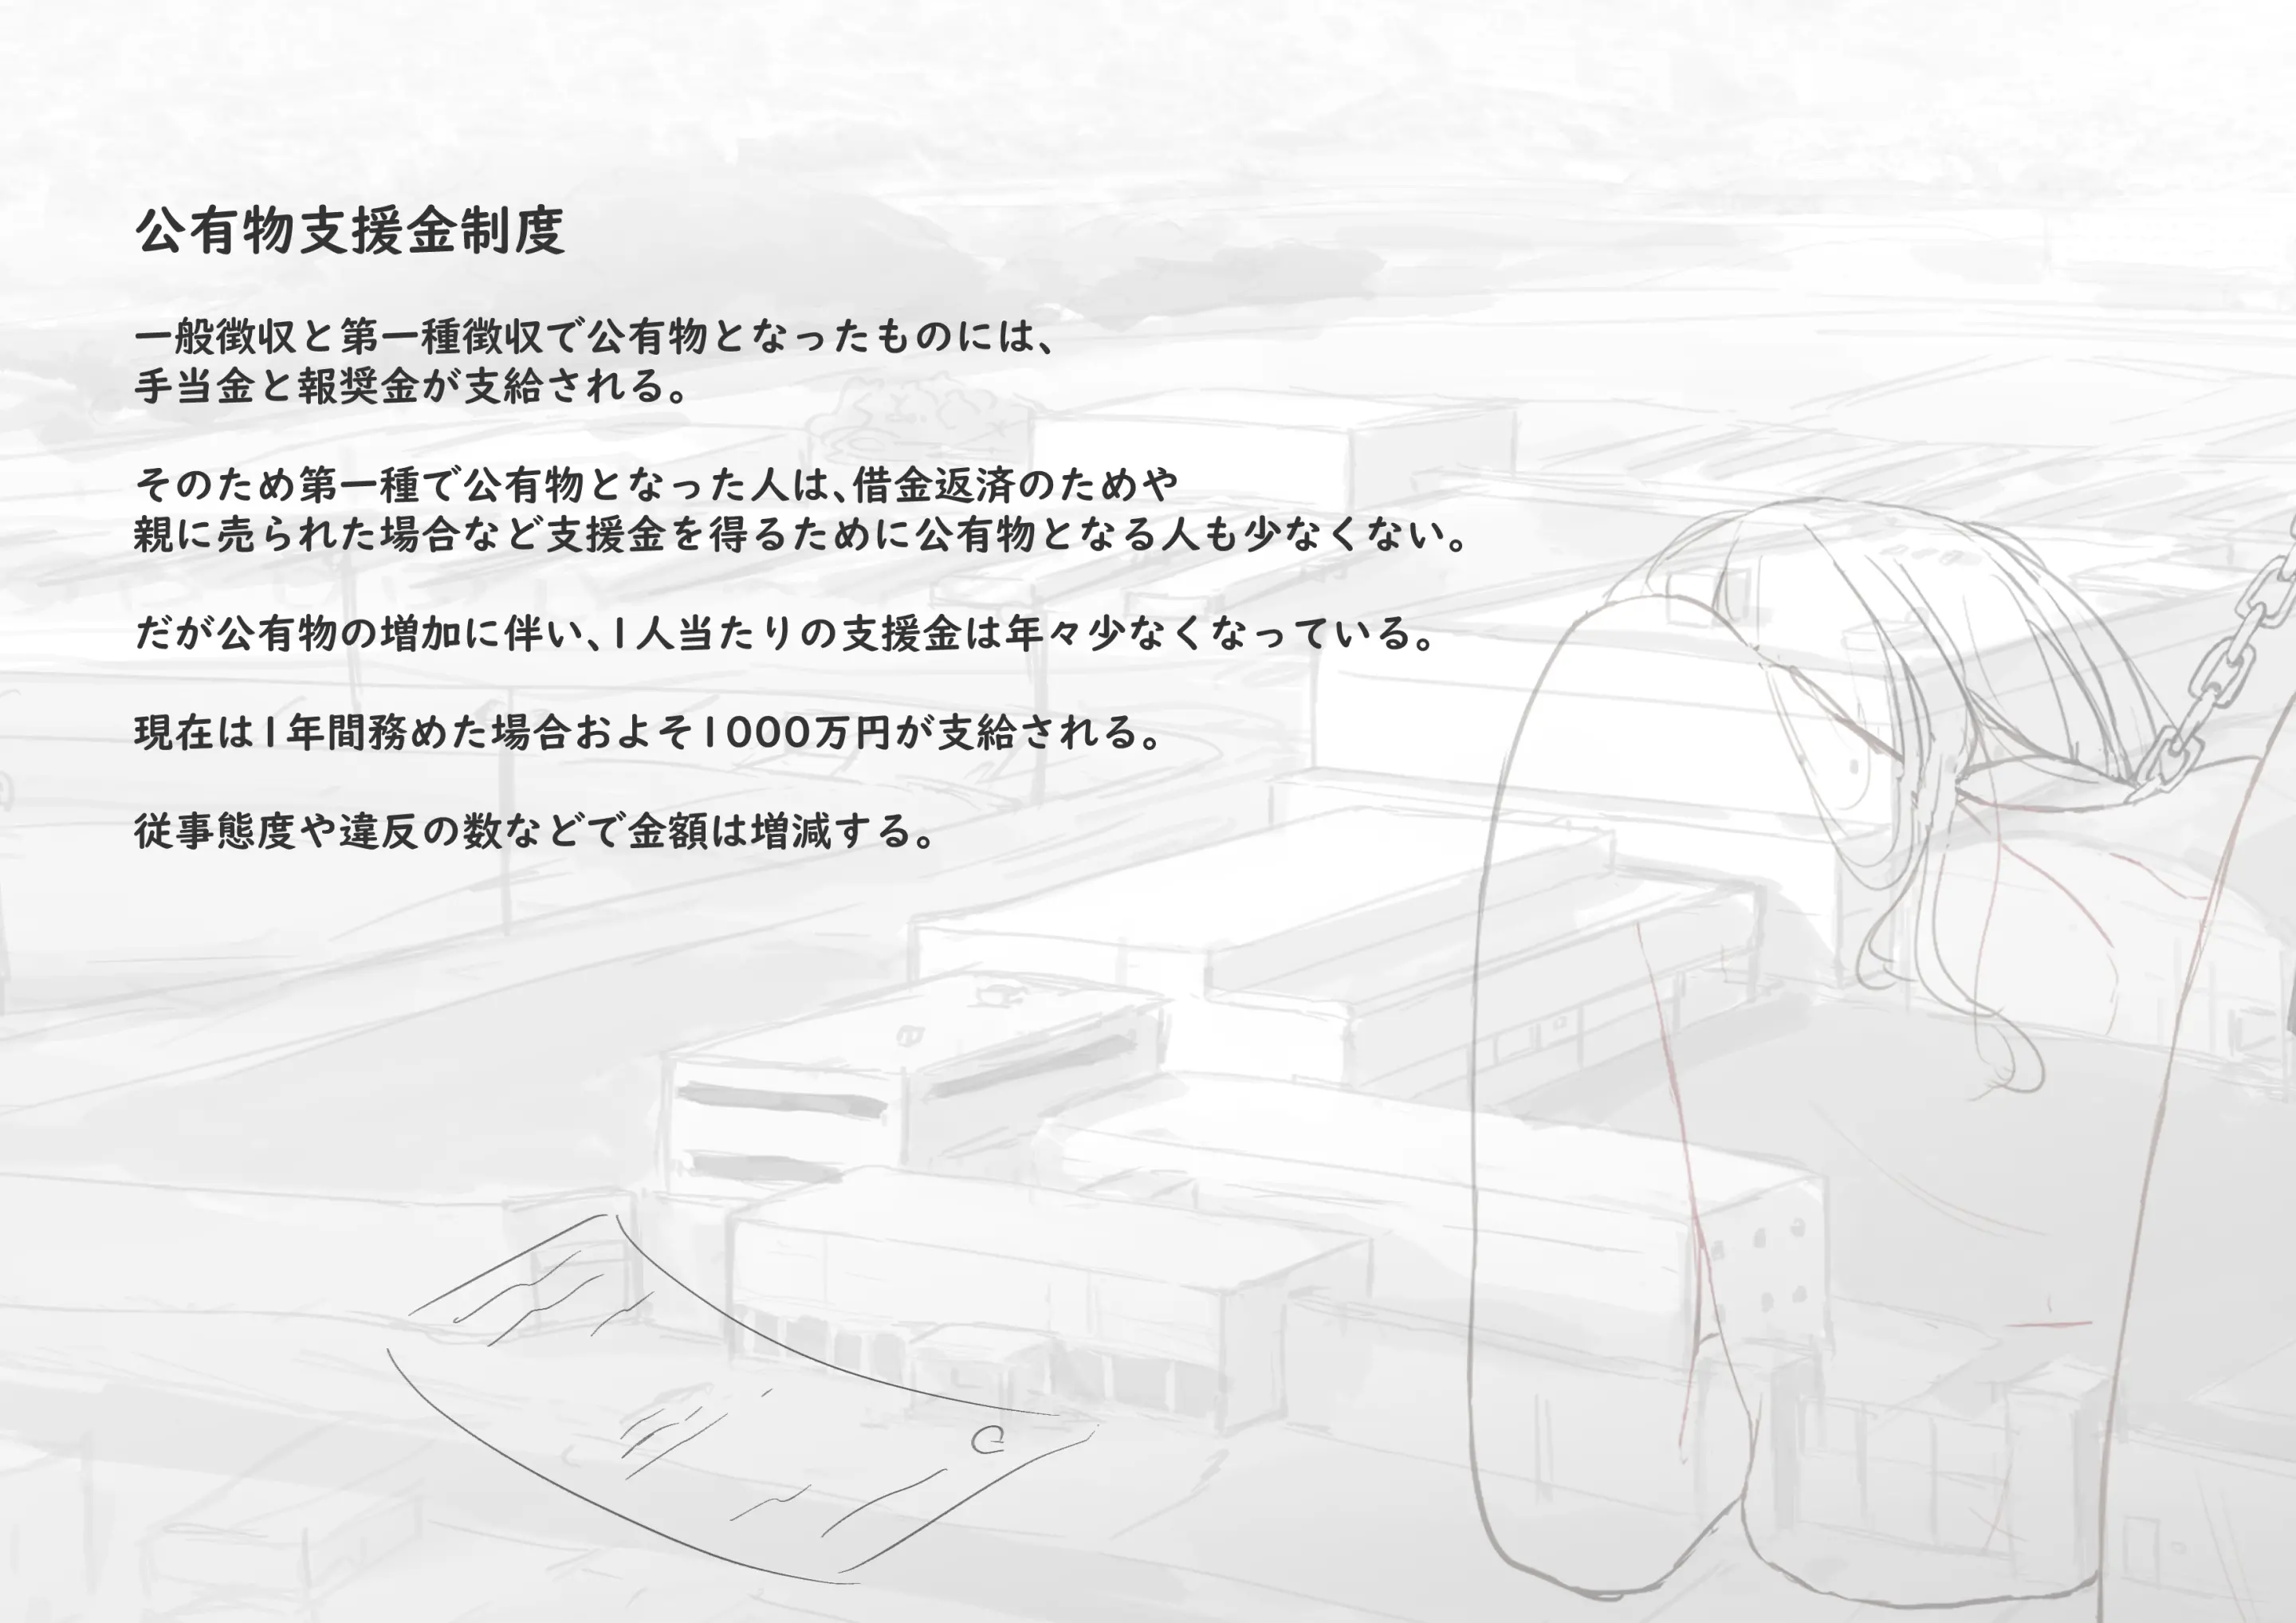 公有物支援金制度
一般徴収と第一種徴収で公有物となったものには、
手当金と報奨金が支給される。
そのため第一種で公有物となった人は、借金返済のためや
親に売られた場合など支援金を得るために公有物となる人も少なくない。
だが公有物の増加に伴い、1人当たりの支援金は年々少なくなっている。
現在は1年間務めた場合およそ1000万円が支給される。
従事態度や違反の数などで金額は増減する。